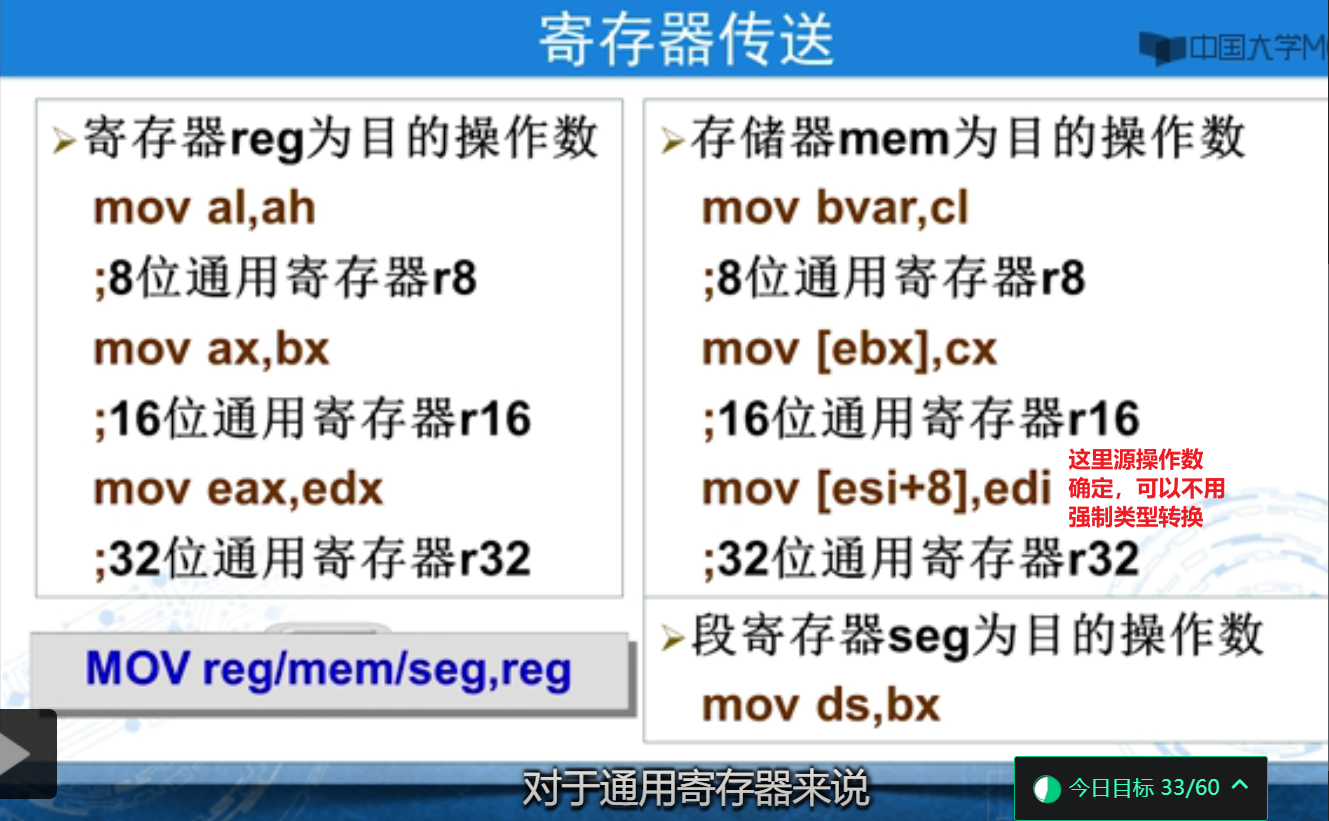 寄存器传送
中国大学M
➢寄存器reg为目的操作数
mov al,ah
;8位通用寄存器r8
mov ax,bx
;16位通用寄存器r16
mov eax,edx
;32位通用寄存器r32
MOV reg/mem/seg,reg
➢存储器mem为目的操作数
mov bvar,cl
;8位通用寄存器r8
mov [ebx],cx
;16位通用寄存器r16
mov [esi+8],edi
这里源操作数
确定，可以不用
强制类型转换
;32位通用寄存器r32
➢段寄存器seg为目的操作数
mov ds,bx
对于通用寄存器来说
今日目标 33/60